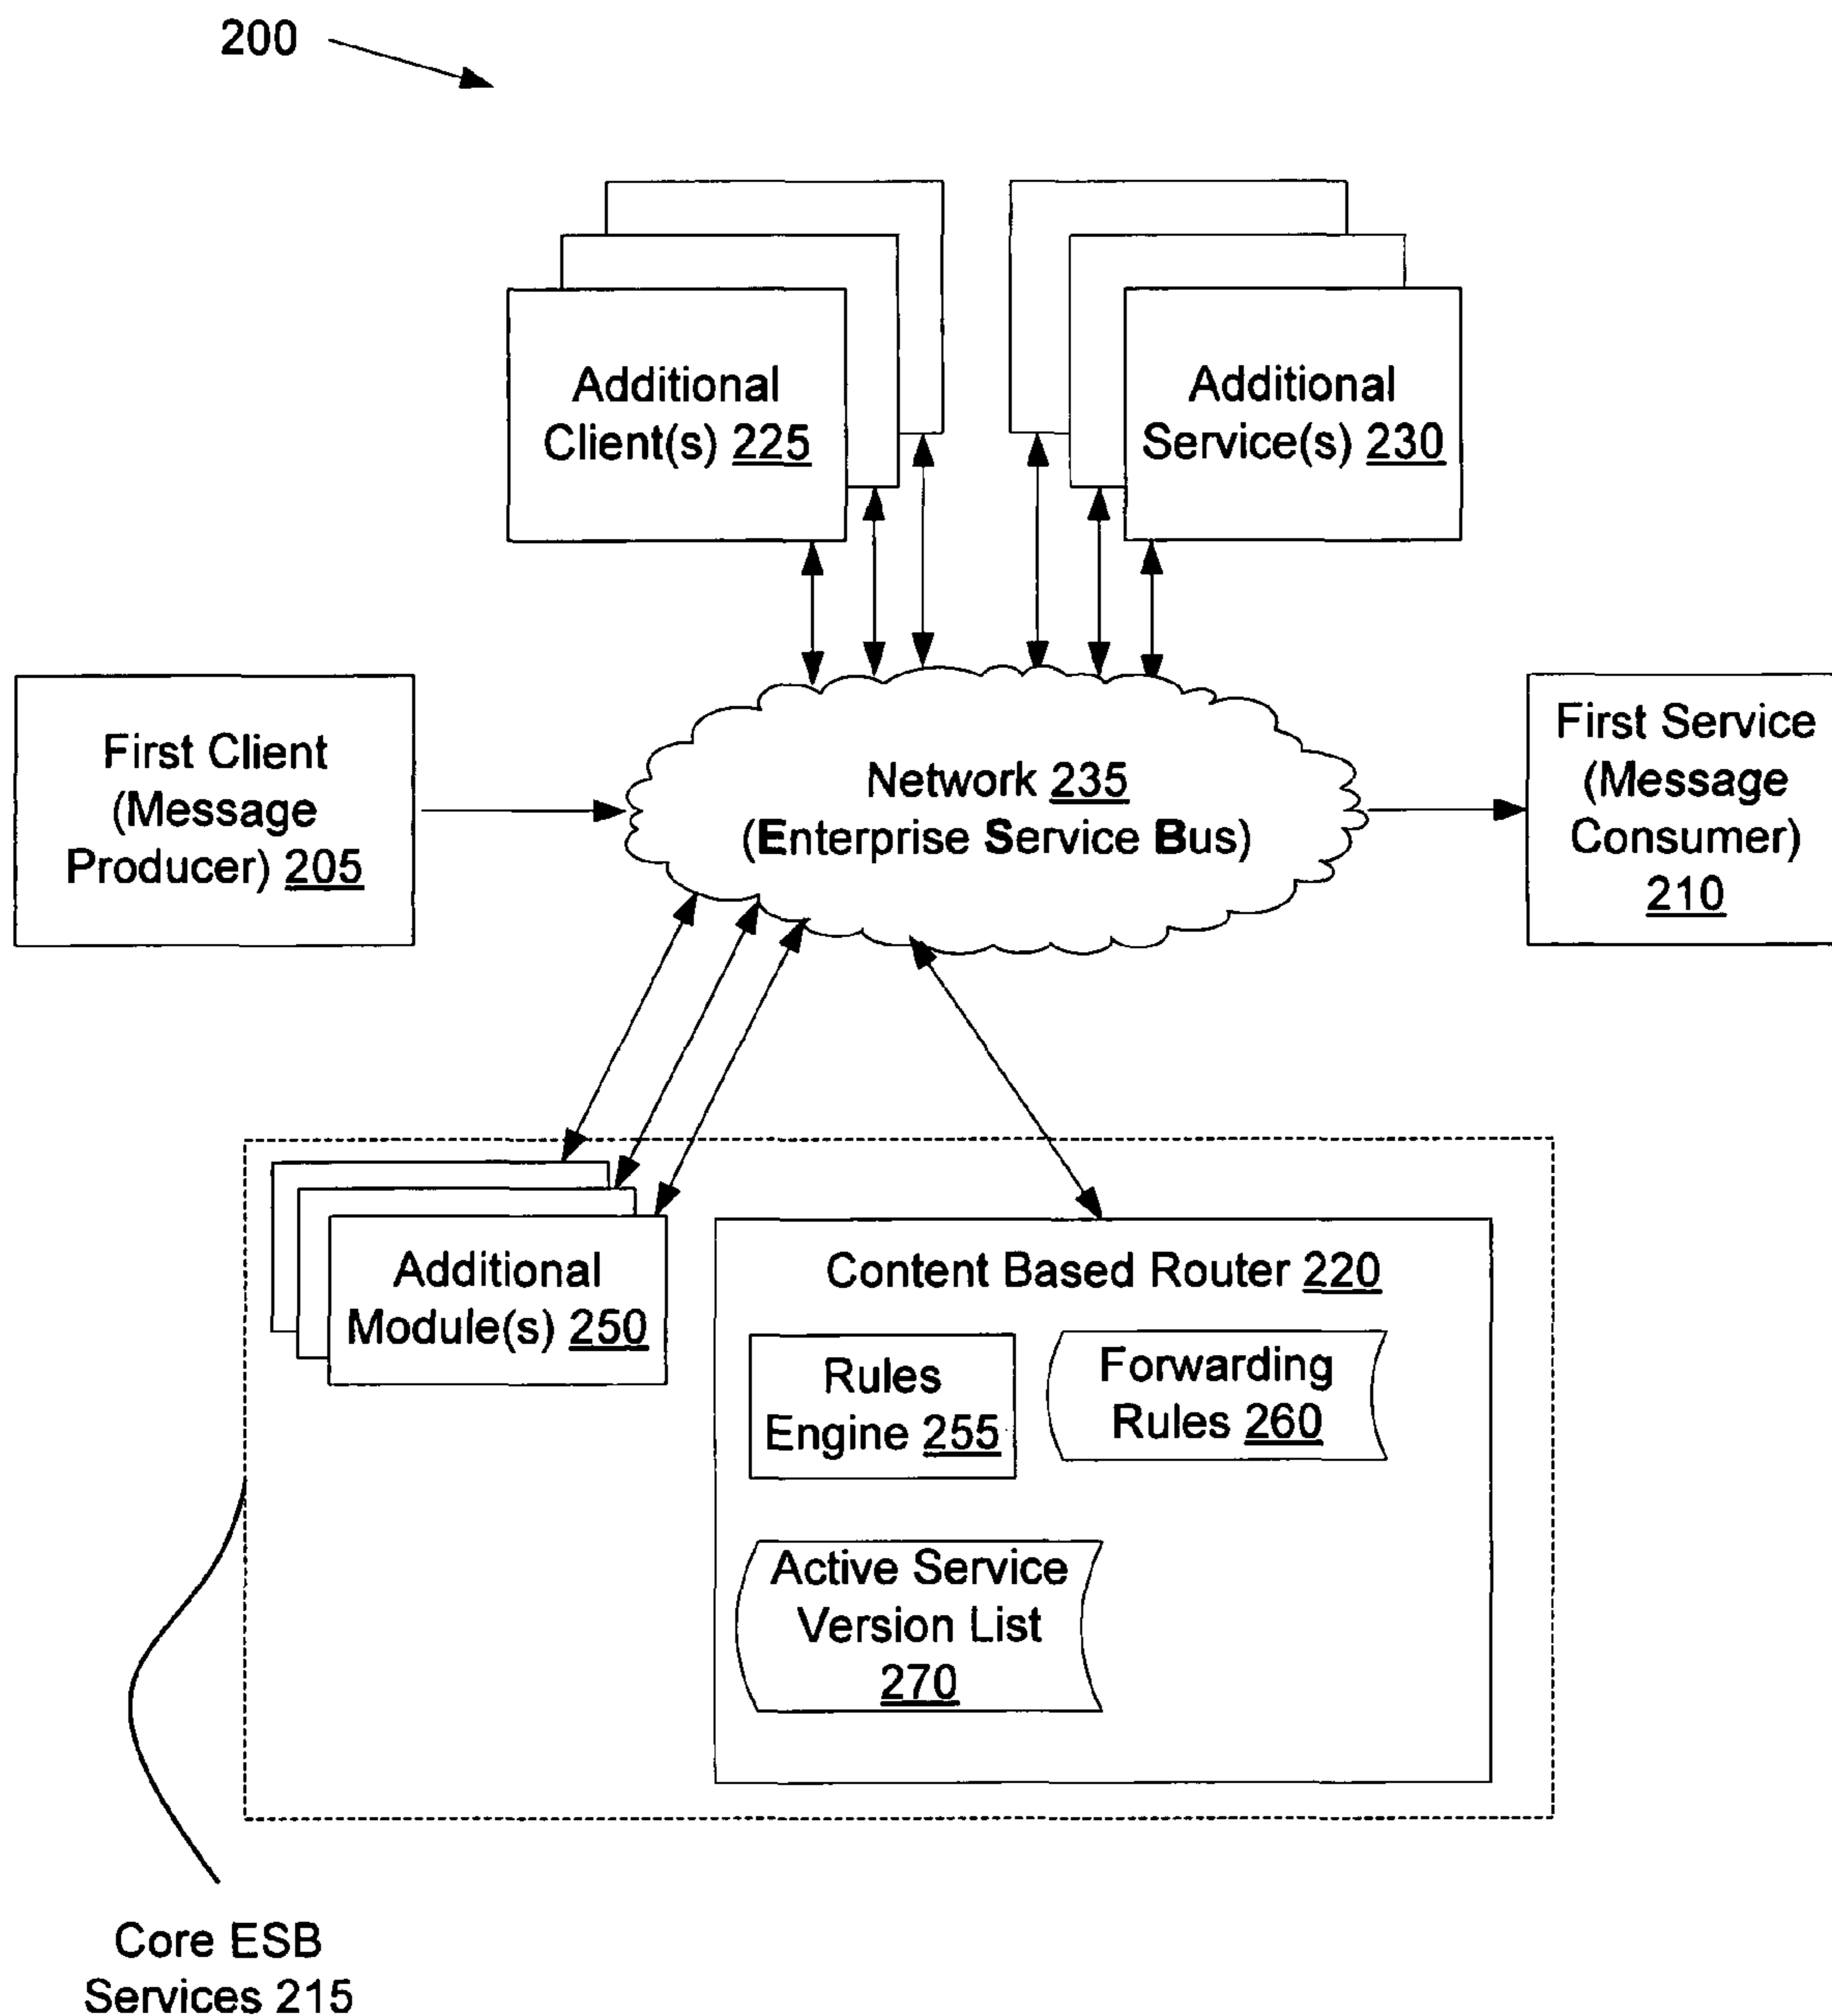 200
Additional
Client(s) 225
Additional
Service(s) 230
First Client
(Message
Producer) 205
Network 235
(Enterprise Service Bus)
First Service
(Message
Consumer)
210
Additional
Module(s) 250
Content Based Router 220
Rules
Engine 255
Forwarding
Rules 260
Active Service
Version List
270
Core ESB
Services 215